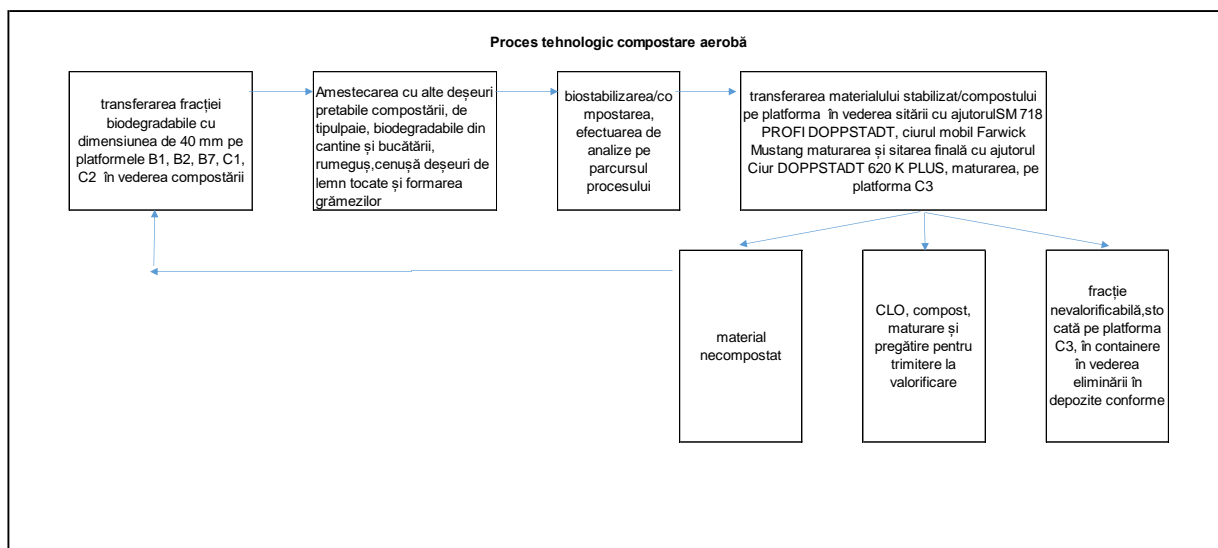 Proces tehnologic compostare aerobă
transferarea fracției
biodegradabile cu
dimensiunea de 40 mm pe
platformele B1, B2, B7, C1,
C2 în vederea compostării
Amestecarea cu alte deșeuri
pretabile compostării, de
tipulpaie, biodegradabile din
cantine și bucătării,
rumeguș,cenușă deșeuri de
lemn tocate și formarea
grămezilor
biostabilizarea/co
mpostarea,
efectuarea de
analize pe
parcursul
procesului
transferarea materialului stabilizat/compostului
pe platforma în vederea sitării cu ajutorulSM 718
PROFI DOPPSTADT, ciurul mobil Farwick
Mustang maturarea și sitarea finală cu ajutorul
Ciur DOPPSTADT 620 K PLUS, maturarea, pe
platforma C3
material
necompostat
CLO, compost,
maturare și
pregătire pentru
trimitere la
valorificare
fracție
nevalorificabilă,sto
cată pe platforma
C3, în containere
în vederea
eliminării în
depozite conforme